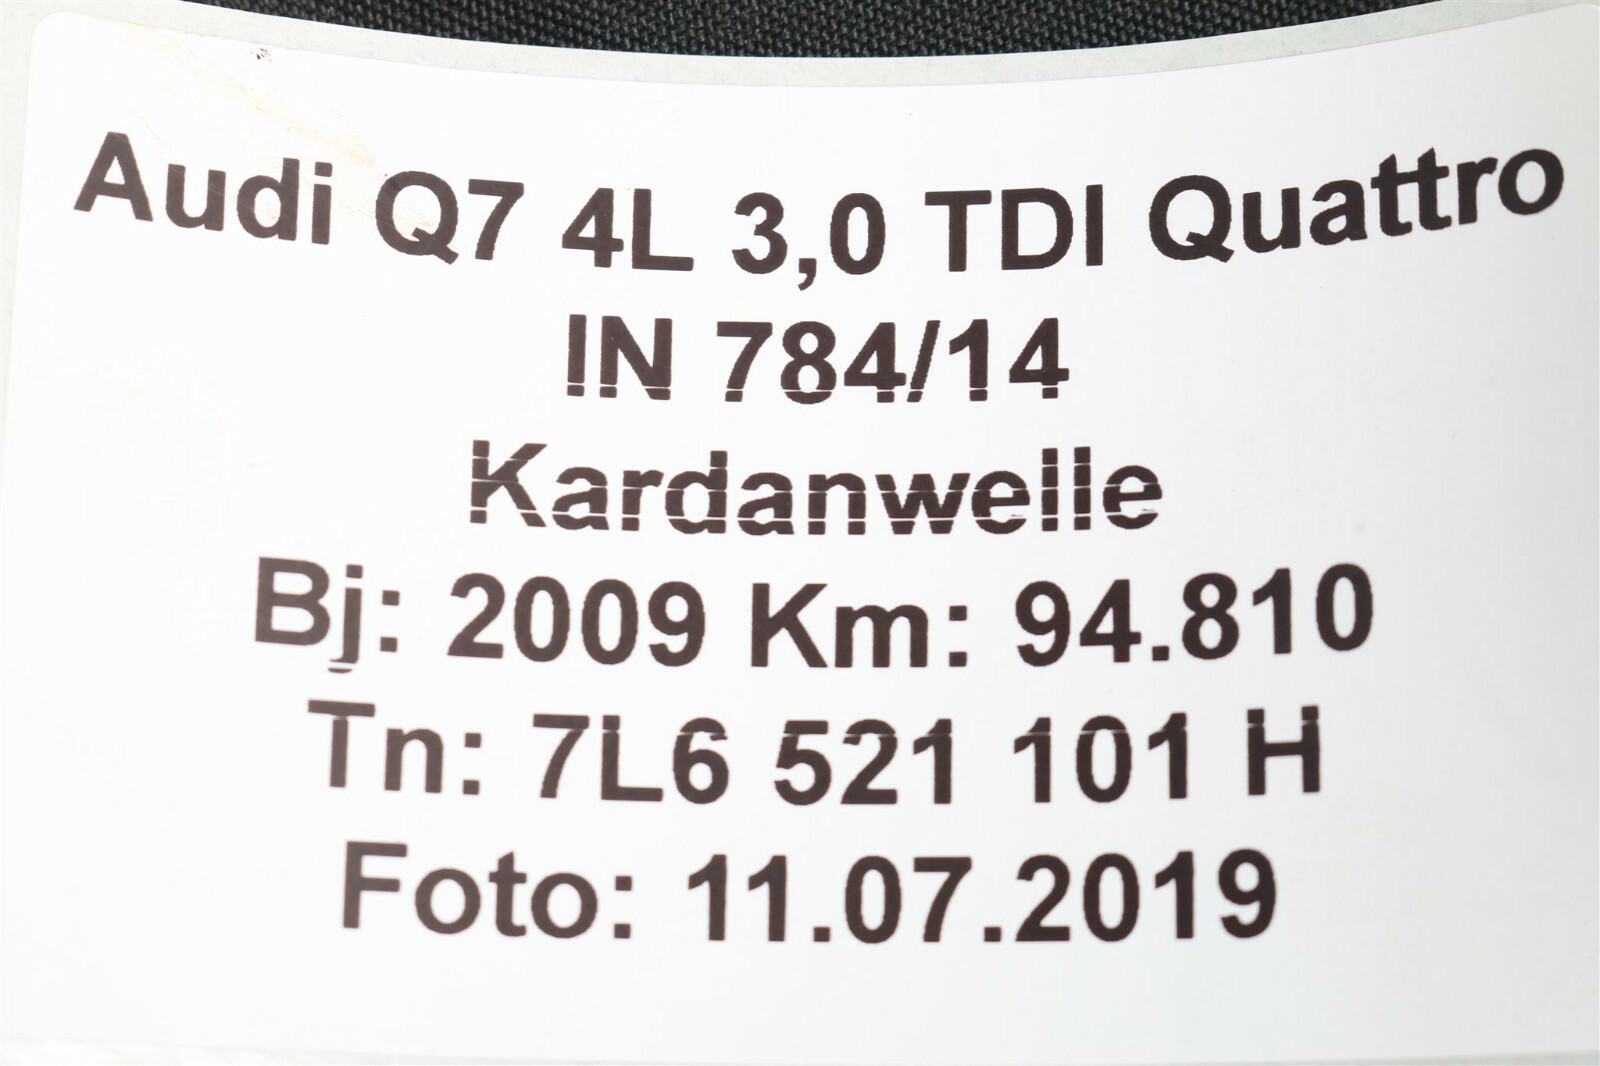 Audi Q7 4L 3,0 TDI Quattro
IN 784/14
Kardanwelle
Bj: 2009 Km: 94.810
Tn: 7L6 521 101 H
Foto: 11.07.2019